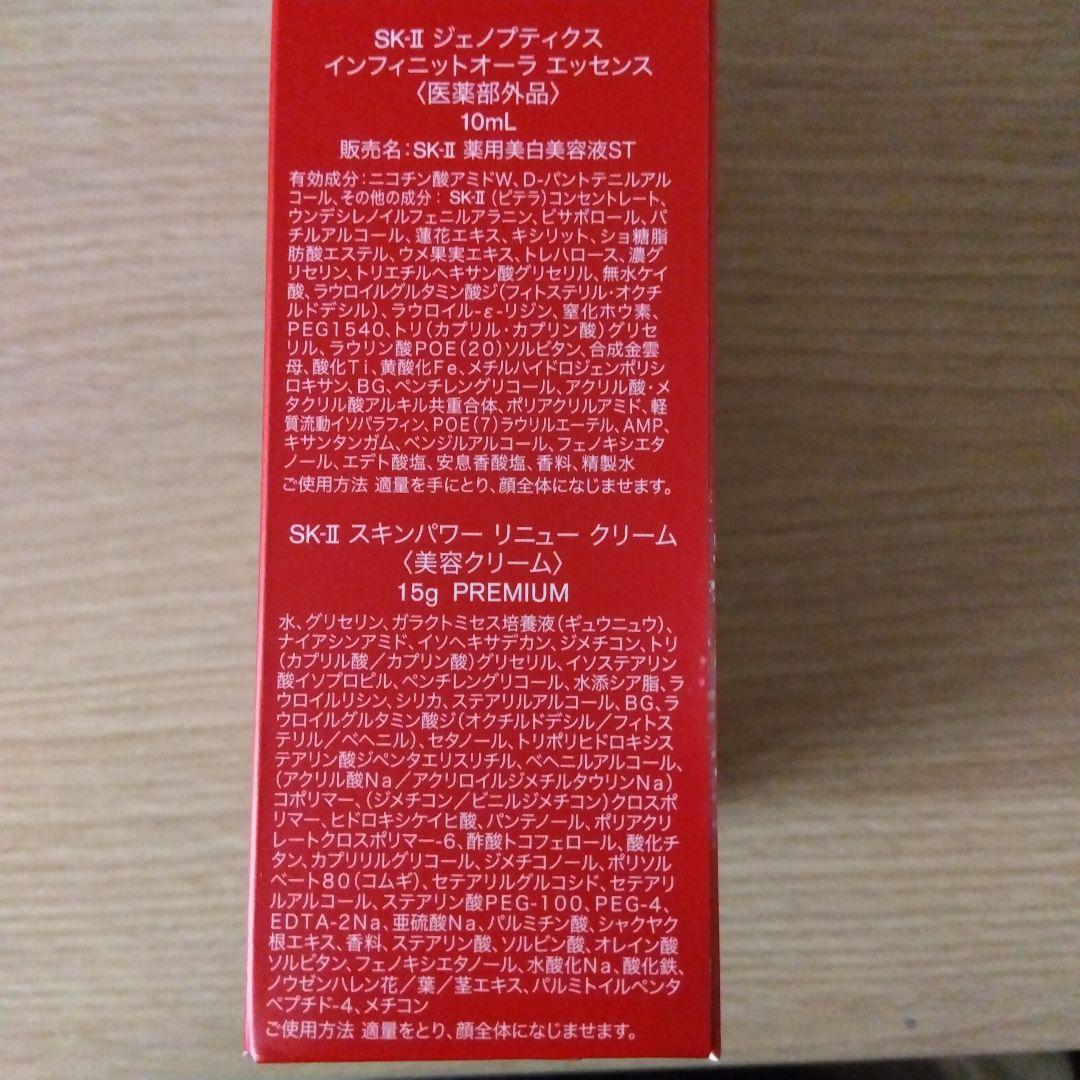 SK-II ジェノプティクス
インフィニットオーラ エッセンス
〈医薬部外品〉
10mL
販売名:SK-II 薬用美白美容液ST
有効成分:ニコチン酸アミドW、D-パントテニルアル
コール、その他の成分: SK-II (ピテラ)コンセントレート、
ウンデシレノイルフェニルアラニン、ビサボロール、バ
チルアルコール、蓮花エキス、キシリット、ショ糖脂
肪酸エステル、ウメ果実エキス、トレハロース、濃グ
リセリン、トリエチルヘキサン酸グリセリル、無水ケイ
酸、ラウロイルグルタミン酸ジ(フィトステリル・オクチ
ルドデシル)、ラウロイル-ε-リジン、窒化ホウ素、
PEG1540、トリ(カプリル・カプリン酸)グリセ
リル、ラウリン酸POE(20)ソルビタン、合成金雲
母、酸化Ti、黄酸化Fe、メチルハイドロジェンポリシ
ロキサン、BG、ペンチレングリコール、アクリル酸・メ
タクリル酸アルキル共重合体、ポリアクリルアミド、軽
質流動イソパラフィン、POE(7)ラウリルエーテル、AMP、
キサンタンガム、ベンジルアルコール、フェノキシエタ
ノール、エデト酸塩、安息香酸塩、香料、精製水
ご使用方法 適量を手にとり、顔全体になじませます。
SK-II スキンパワー リニュー クリーム
〈美容クリーム〉
15g PREMIUM
水、グリセリン、ガラクトミセス培養液(ギュウニュウ)、
ナイアシンアミド、イソヘキサデカン、ジメチコン、トリ
(カプリル酸/カプリン酸)グリセリル、イソステアリン
酸イソプロピル、ペンチレングリコール、水添シア脂、ラ
ウロイルリシン、シリカ、ステアリルアルコール、BG、ラ
ウロイルグルタミン酸ジ(オクチルドデシル/フィトス
テリル/ベヘニル)、セタノール、トリポリヒドロキシス
テアリン酸ジペンタエリスリチル、ベヘニルアルコール、
(アクリル酸Na/アクリロイルジメチルタウリンNa)
コポリマー、(ジメチコン/ビニルジメチコン)クロスポ
リマー、ヒドロキシケイヒ酸、パンテノール、ポリアクリ
レートクロスポリマー-6、酢酸トコフェロール、酸化チ
タン、カプリリルグリコール、ジメチコノール、ポリソル
ベート80(コムギ)、セテアリルグルコシド、セテアリ
ルアルコール、ステアリン酸PEG-100、PEG-4、
EDTA-2Na、亜硫酸Na、パルミチン酸、シャクヤク
根エキス、香料、ステアリン酸、ソルビン酸、オレイン酸
ソルビタン、フェノキシエタノール、水酸化Na、酸化鉄、
ノウゼンハレン花/葉/茎エキス、パルミトイルペンタ
ペプチド-4、メチコン
ご使用方法 適量をとり、顔全体になじませます。